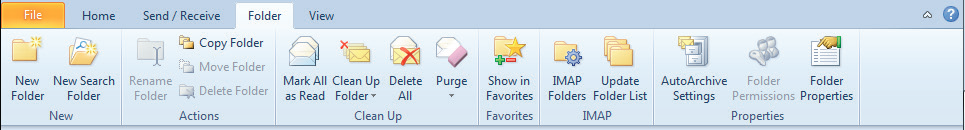 File Home Send / Receive Folder View
New Folder
New Search Folder
New
Rename Folder
Copy Folder
Move Folder
Delete Folder
Actions
Mark All as Read
Clean Up Folder
Delete All
Purge
Clean Up
Show in Favorites
Favorites
IMAP Folders
Update Folder List
IMAP
AutoArchive Settings
Folder Permissions
Folder Properties
Properties